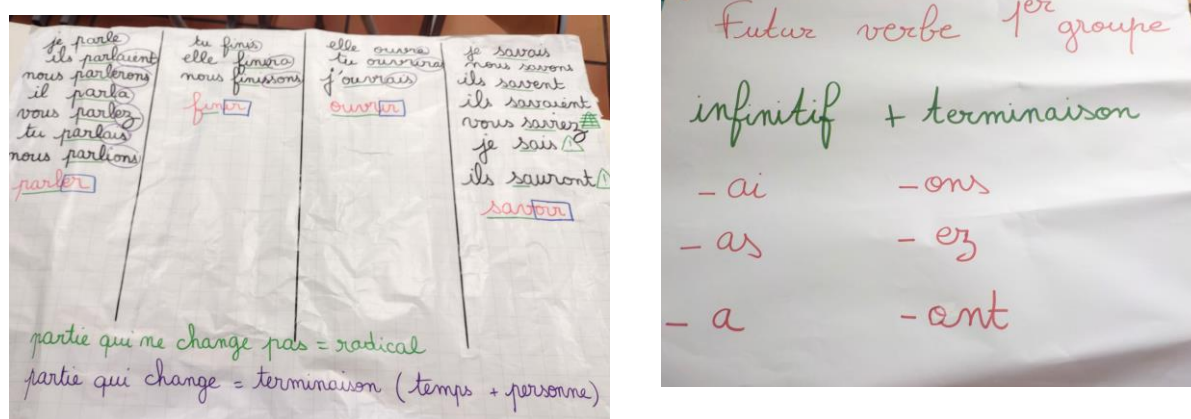 je parle
ils parlaient
nous parlerons
il parla
vous parlez
tu parlais
nous parlions
parler
tu finis
elle finira
nous finissons
finir
elle ouvre
tu ouvriras
j'ouvrais
ouvrir
je savais
nous savons
ils savent
ils savaient
vous saviez
je sais
ils sauront
savoir
partie qui ne change pas = radical
partie qui change = terminaison (temps + personne)
Futur verbe 1er groupe
infinitif + terminaison
- ai - ons
- as - ez
- a - ont